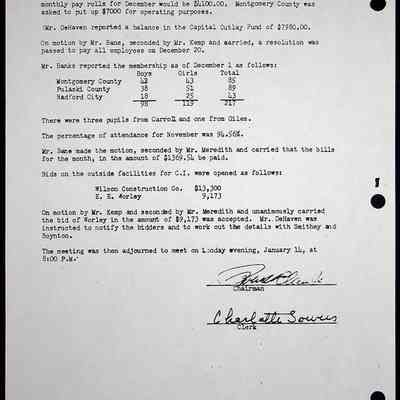 monthly pay rolls for December would be $4100.00. Montgomery County was
asked to put up $7000 for operating purposes.
Mr. DeHaven reported a balance in the Capital Outlay Fund of $7980.00.
On motion by Mr. Bane, seconded by Mr. Kemp and married, a resolution was
passed to pay all employees on December 20.
Mr. Banks reported the membership as of December 1 as follows:
Boys Girls Total
Montgomery County 42 43 85
Pulaski County 38 51 89
Radford City 18 25 43
98 119 217
There were three pupils from Carroll and one from Giles.
The percentage of attendance for November was 94.56%.
Mr. Bane made the motion, seconded by Mr. Meredith and carried that the bills
for the month, in the amount of $1369.54 be paid.
Bids on the outside facilities for C.I. were opened as follows:
Wilson Construction Co. $13,300
E. E. Worley 9,173
On motion by Mr. Kemp and seconded by Mr. Meredith and unanimously carried
the bid of Worley in the amount of $9,173 was accepted. Mr. DeHaven was
instructed to notify the bidders and to work out the details with Smithey and
Boynton.
The meeting was then adjourned to meet on Monday evening, January 14, at
8:00 P.M.
Chairman
Charlotte Sowers
Clerk